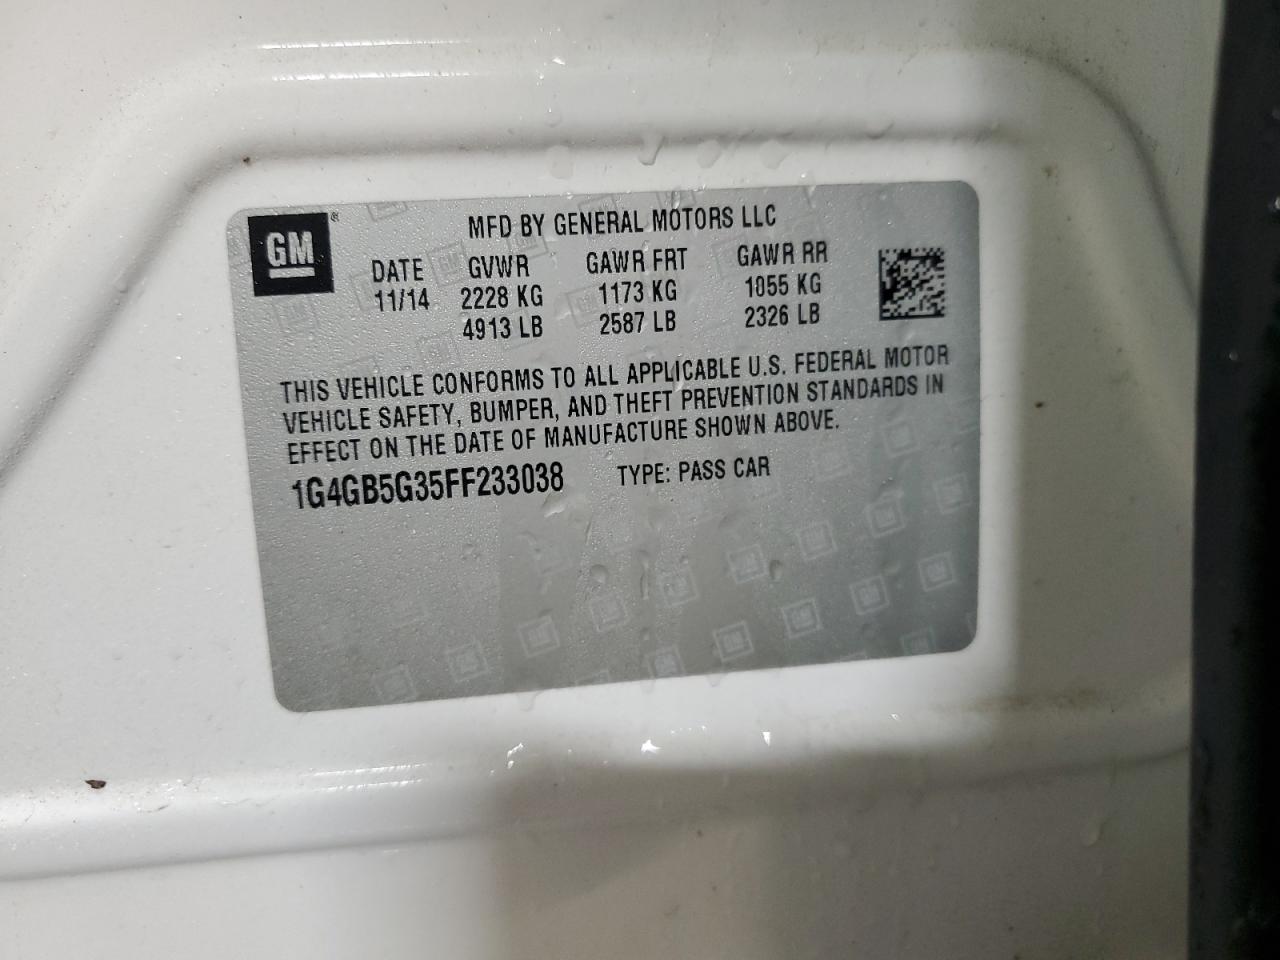 GM ®
MFD BY GENERAL MOTORS LLC
DATE GVWR GAWR FRT GAWR RR
11/14 2228 KG 1173 KG 1055 KG
4913 LB 2587 LB 2326 LB
THIS VEHICLE CONFORMS TO ALL APPLICABLE U.S. FEDERAL MOTOR
VEHICLE SAFETY, BUMPER, AND THEFT PREVENTION STANDARDS IN
EFFECT ON THE DATE OF MANUFACTURE SHOWN ABOVE.
1G4GB5G35FF233038 TYPE: PASS CAR